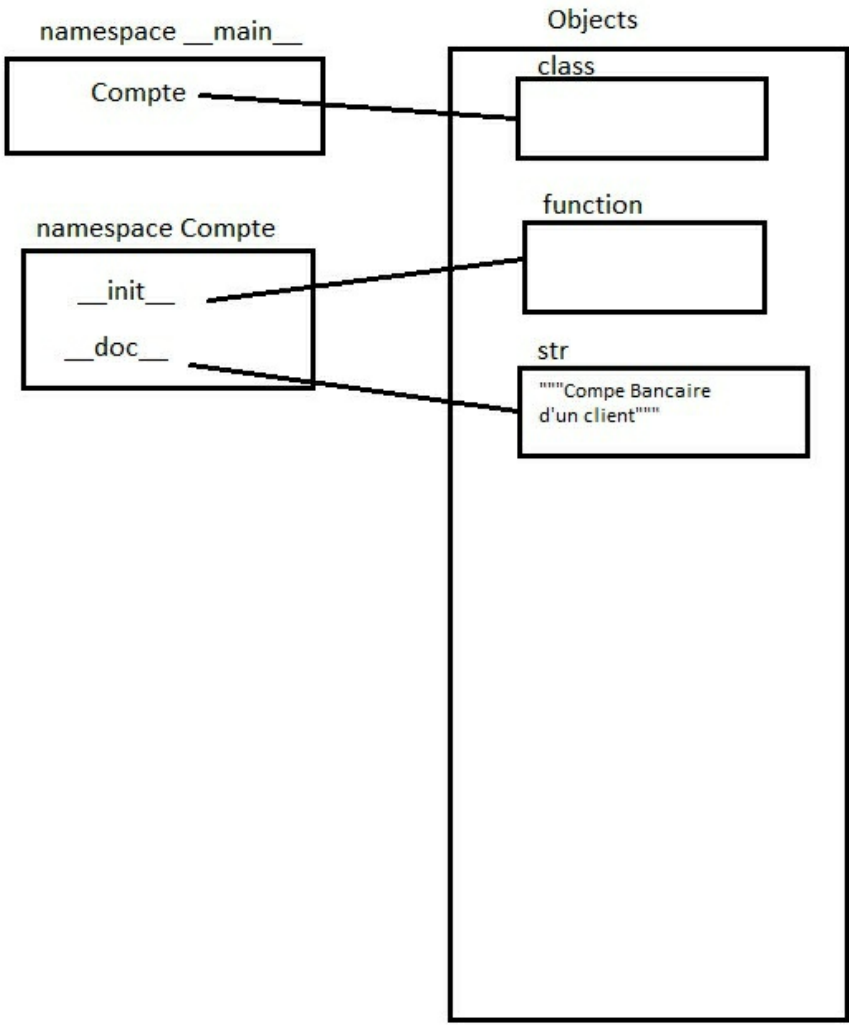 Objects
namespace __main__
class
Compte
function
namespace Compte
__init__
__doc__
str
"""Compe Bancaire
d'un client"""